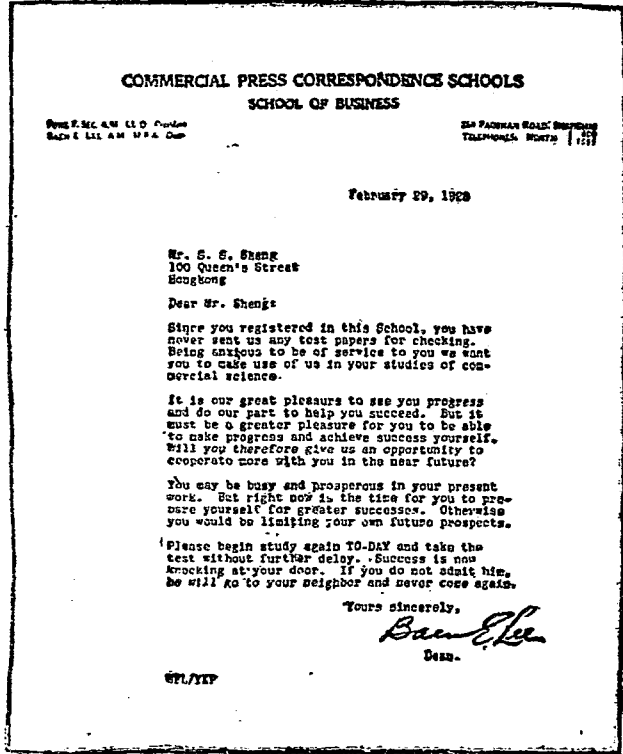 COMMERCIAL PRESS CORRESPONDENCE SCHOOLS
SCHOOL OF BUSINESS
February 29, 1928
Mr. S. S. Sheng
100 Queen's Street
Hongkong
Dear Mr. Sheng:
Since you registered in this School, you have
never sent us any test papers for checking.
Being anxious to be of service to you we want
you to make use of us in your studies of com-
mercial science.
It is our great pleasure to see you progress
and do our part to help you succeed. But it
must be a greater pleasure for you to be able
to make progress and achieve success yourself.
Will you therefore give us an opportunity to
cooperate more with you in the near future?
You may be busy and prosperous in your present
work. But right now is the time for you to pre-
pare yourself for greater successes. Otherwise
you would be limiting your own future prospects.
Please begin study again TO-DAY and take the
test without further delay. Success is now
knocking at your door. If you do not admit him,
he will go to your neighbor and never come again.
Yours sincerely,
Baen E. Lee
Dean.